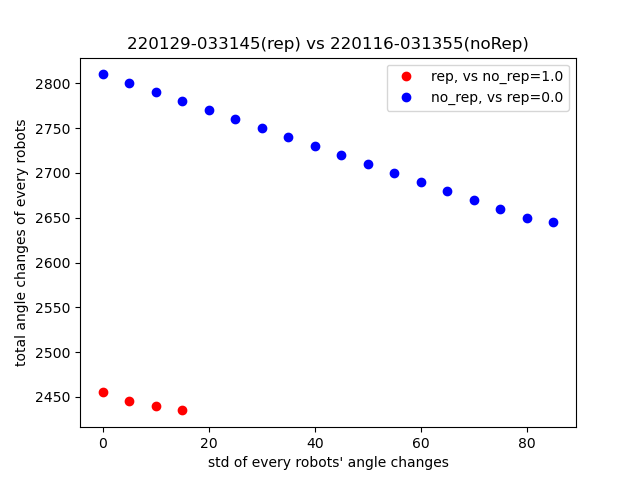 220129-033145(rep) vs 220116-031355(noRep)
rep, vs no_rep=1.0
no_rep, vs rep=0.0
total angle changes of every robots
2800
2750
2700
2650
2600
2550
2500
2450
0 20 40 60 80
std of every robots' angle changes